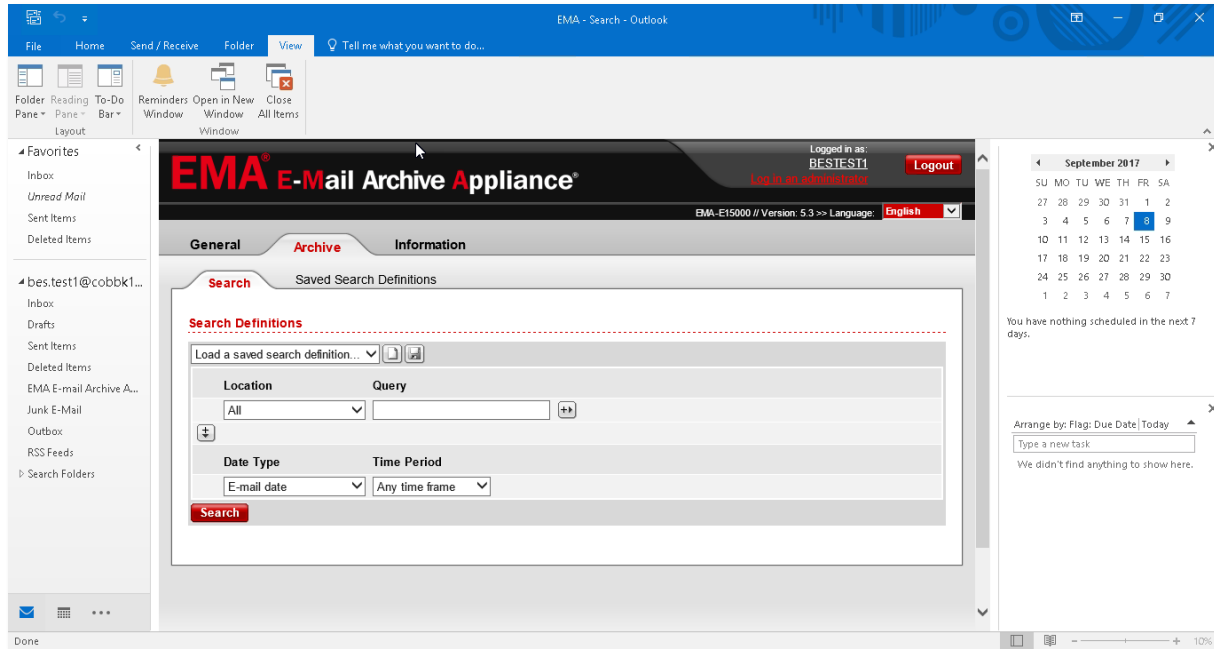 EMA - Search - Outlook
File Home Send / Receive Folder View Tell me what you want to do...
Folder Pane Reading Pane To-Do Bar Reminders Window Open in New Window Close All Items
Layout Window
Favorites
Inbox
Unread Mail
Sent Items
Deleted Items
bes.test1@cobbk1...
Inbox
Drafts
Sent Items
Deleted Items
EMA E-mail Archive A...
Junk E-Mail
Outbox
RSS Feeds
Search Folders
EMA® E-Mail Archive Appliance®
Logged in as:
BESTEST1
Log in an administrator
Logout
EMA-E15000 // Version: 5.3 >> Language: English
General Archive Information
Search Saved Search Definitions
Search Definitions
Load a saved search definition...
Location Query
All
Date Type Time Period
E-mail date Any time frame
Search
September 2017
SU MO TU WE TH FR SA
27 28 29 30 31 1 2
3 4 5 6 7 8 9
10 11 12 13 14 15 16
17 18 19 20 21 22 23
24 25 26 27 28 29 30
1 2 3 4 5 6 7
You have nothing scheduled in the next 7
days.
Arrange by: Flag: Due Date Today
Type a new task
We didn't find anything to show here.
Done
10%